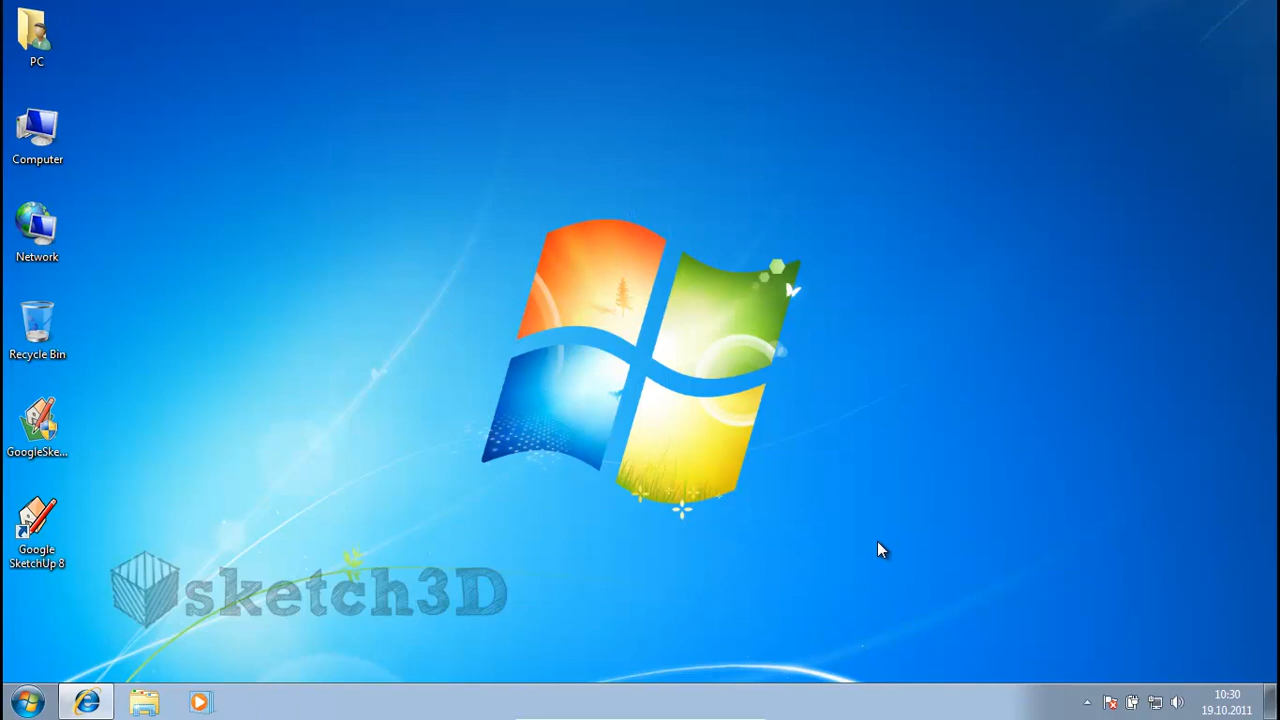 PC
Computer
Network
Recycle Bin
GoogleSke...
Google
SketchUp 8
sketch3D
10:30
19.10.2011